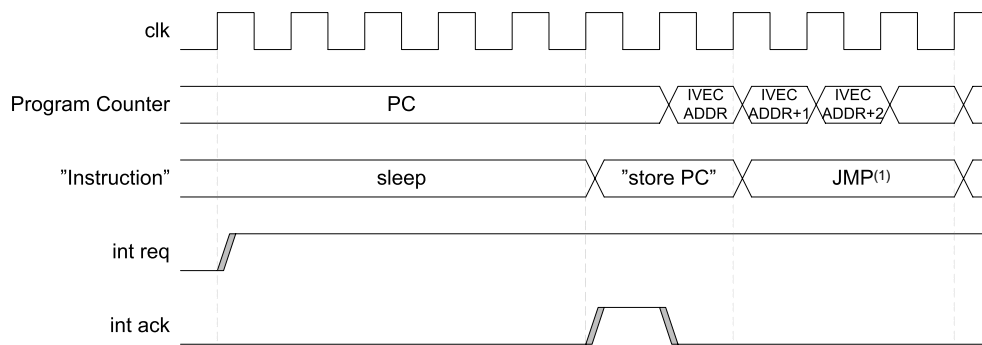 clk
Program Counter
PC
IVEC
ADDR
IVEC
ADDR+1
IVEC
ADDR+2
”Instruction”
sleep
”store PC”
JMP(1)
int req
int ack